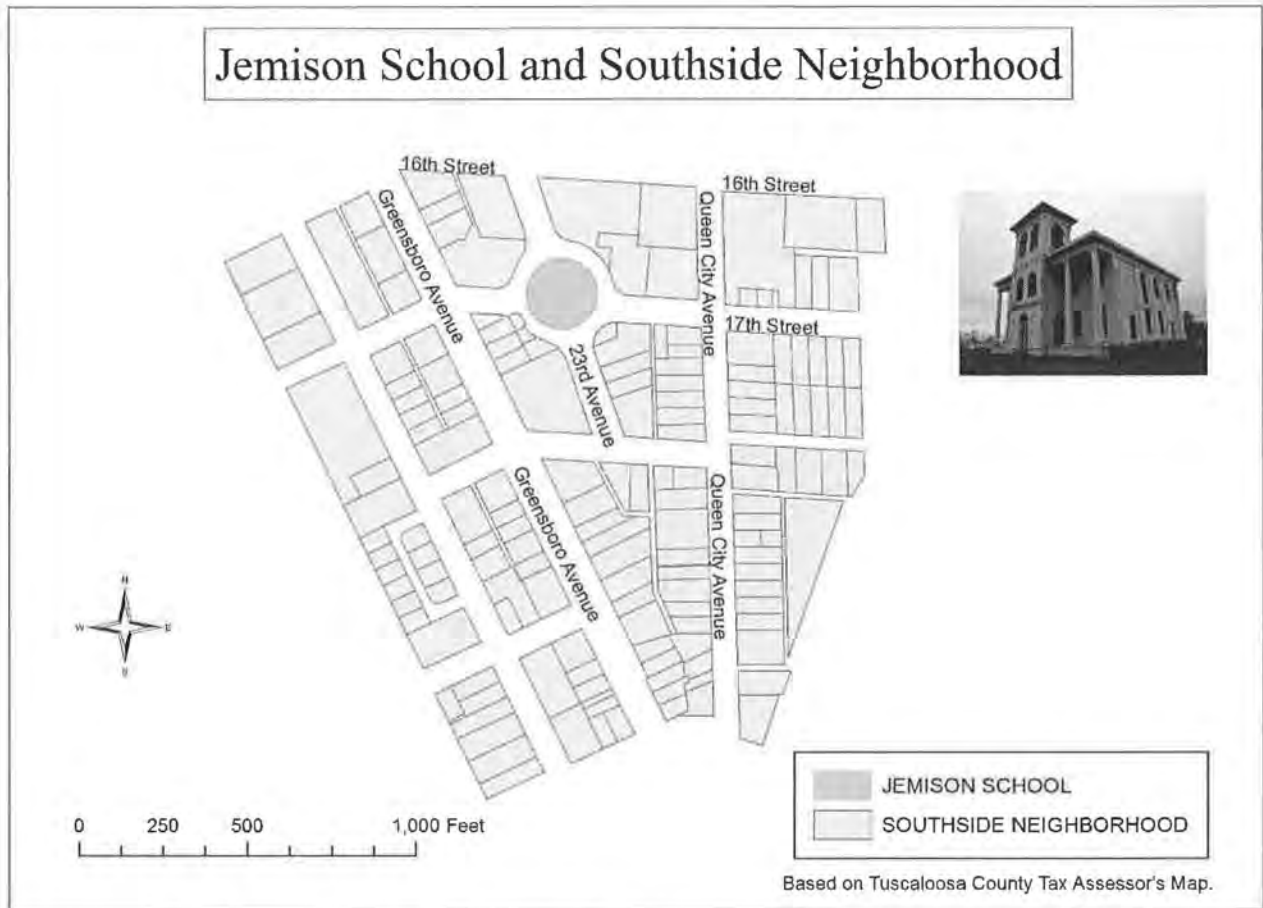 Jemison School and Southside Neighborhood
16th Street
16th Street
Greensboro Avenue
Queen City Avenue
17th Street
23rd Avenue
Greensboro Avenue
Queen City Avenue
N
W E
S
0 250 500 1,000 Feet
JEMISON SCHOOL
SOUTHSIDE NEIGHBORHOOD
Based on Tuscaloosa County Tax Assessor's Map.